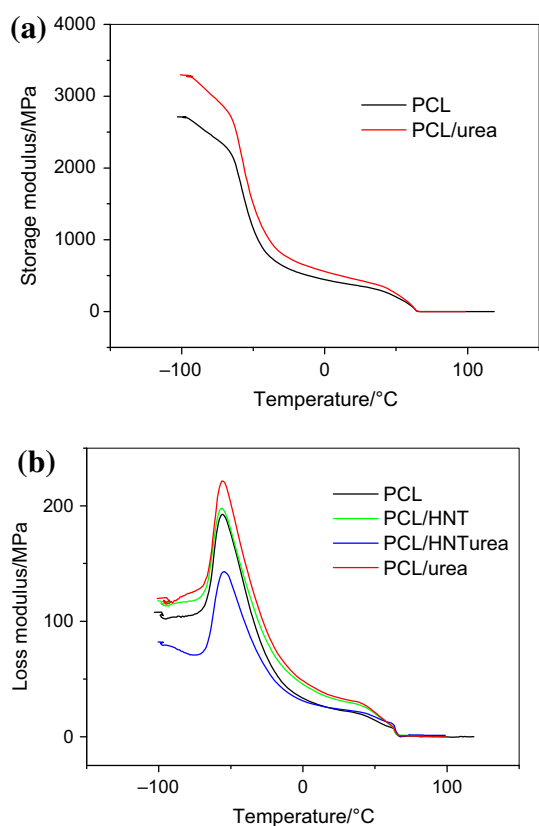 (a)
4000
3000
2000
1000
0
Storage modulus/MPa
PCL
PCL/urea
–100
0
100
Temperature/°C
(b)
200
100
0
Loss modulus/MPa
PCL
PCL/HNT
PCL/HNTurea
PCL/urea
–100
0
100
Temperature/°C